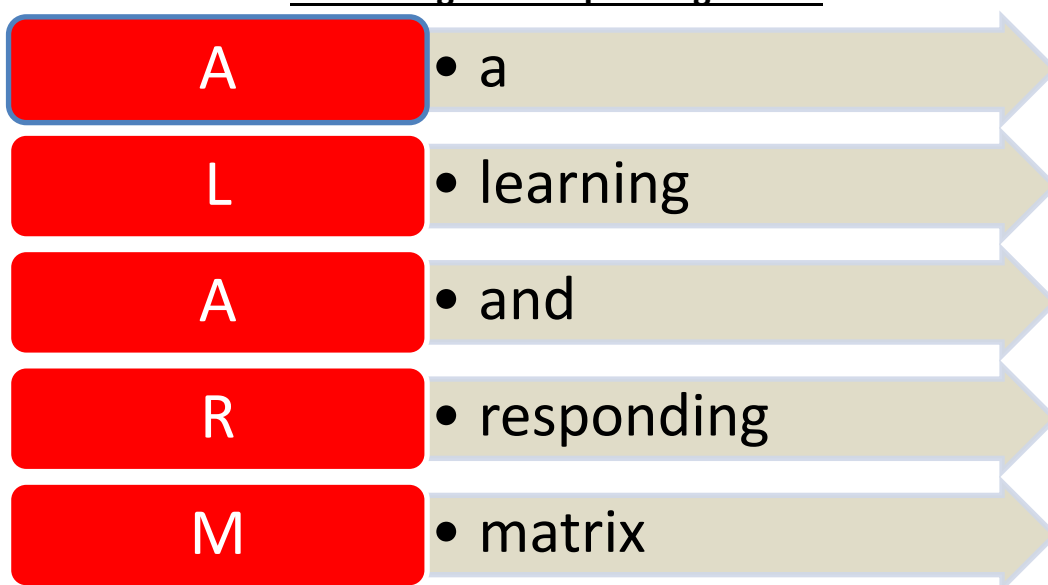 A
• a
L
• learning
A
• and
R
• responding
M
• matrix